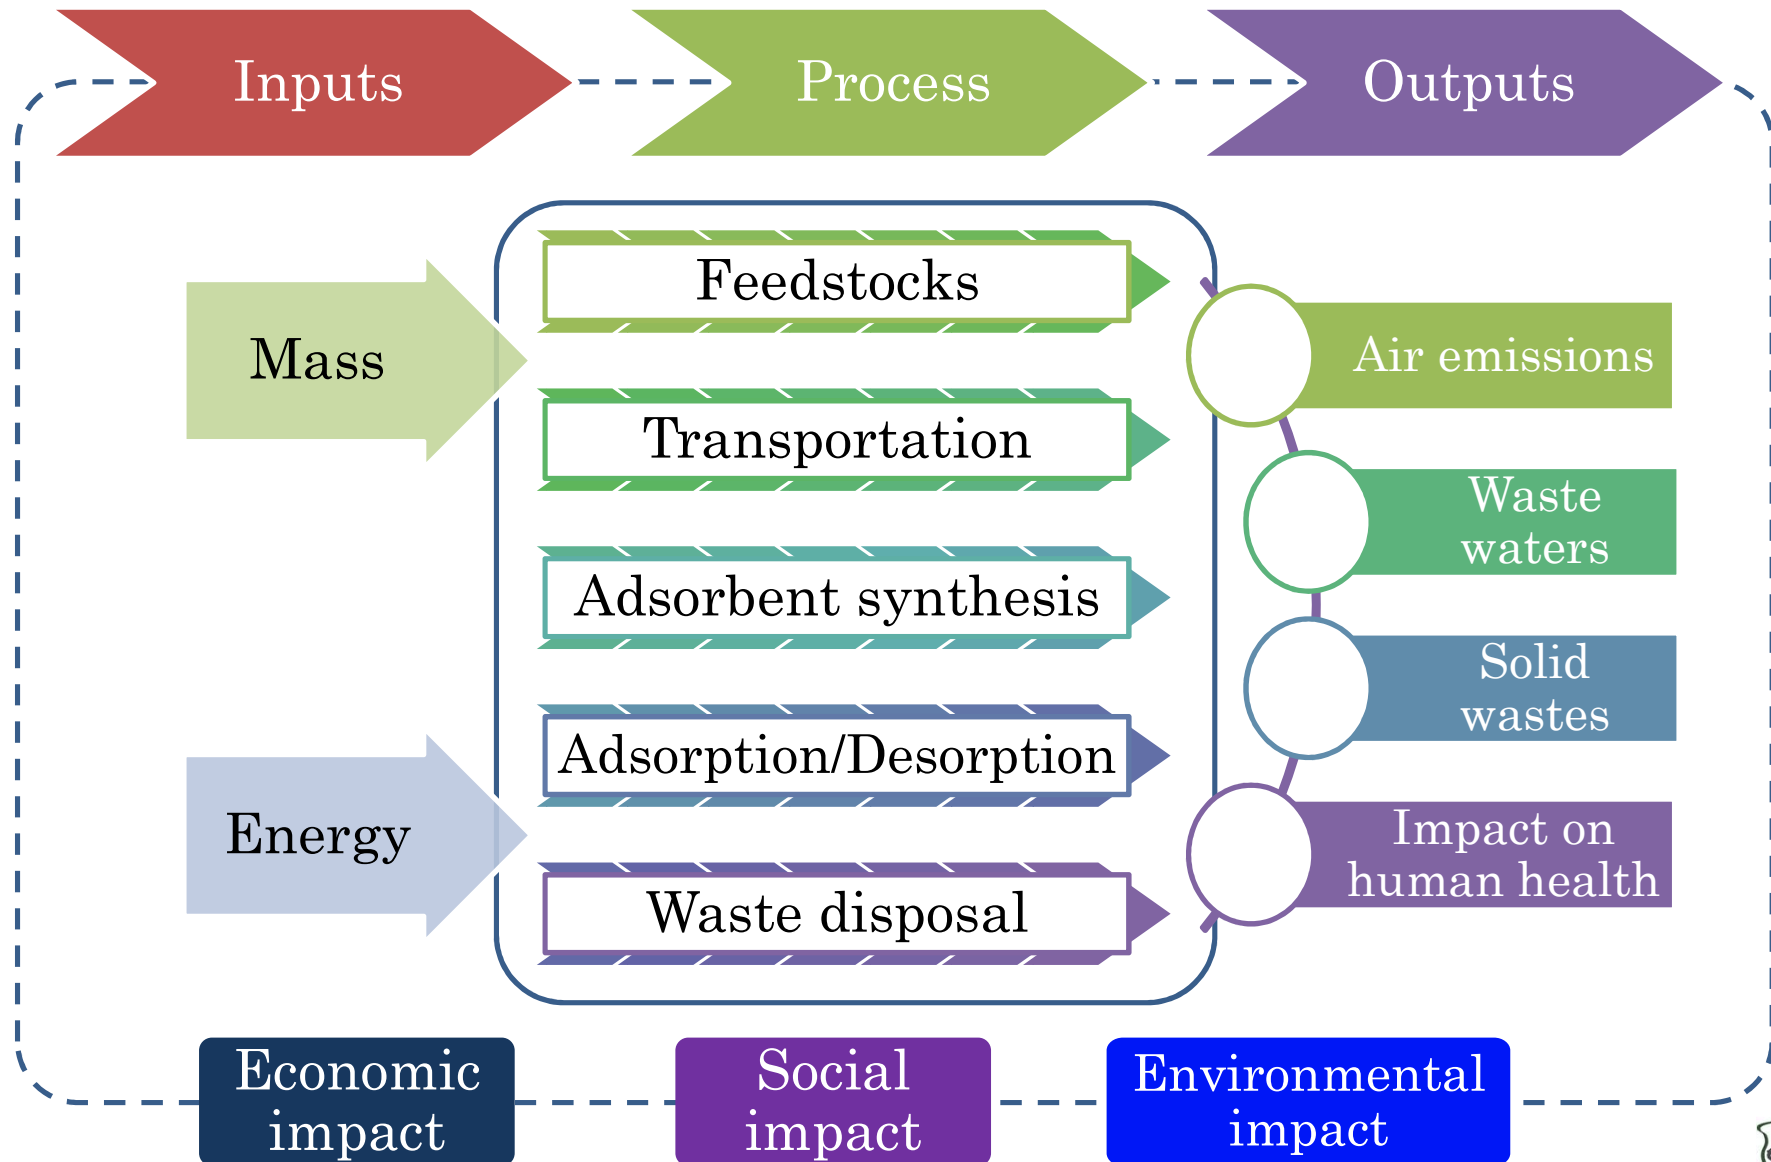 Inputs
Process
Outputs
Mass
Energy
Feedstocks
Transportation
Adsorbent synthesis
Adsorption/Desorption
Waste disposal
Air emissions
Waste
waters
Solid
wastes
Impact on
human health
Economic
impact
Social
impact
Environmental
impact